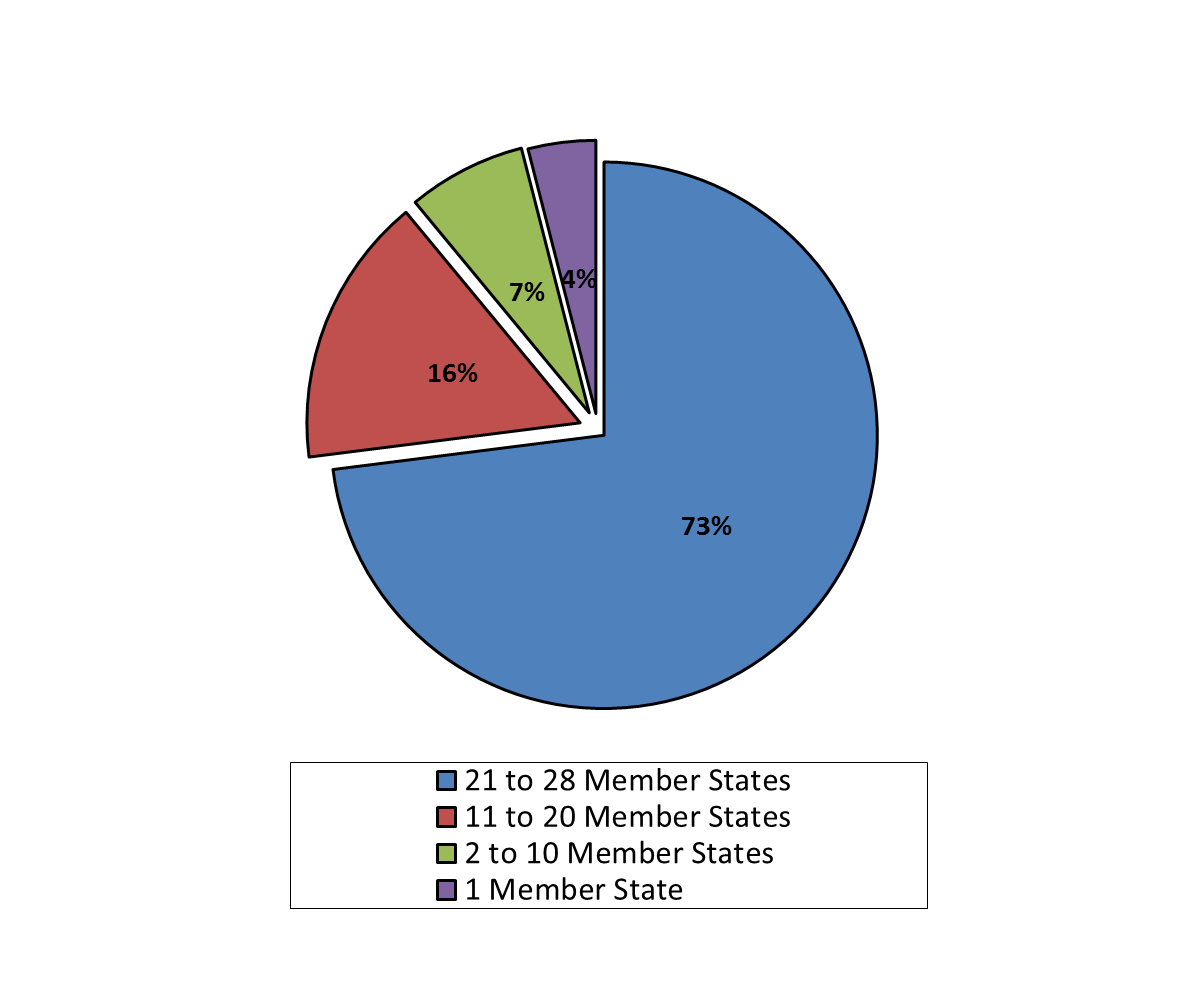 4%
7%
16%
73%
21 to 28 Member States
11 to 20 Member States
2 to 10 Member States
1 Member State